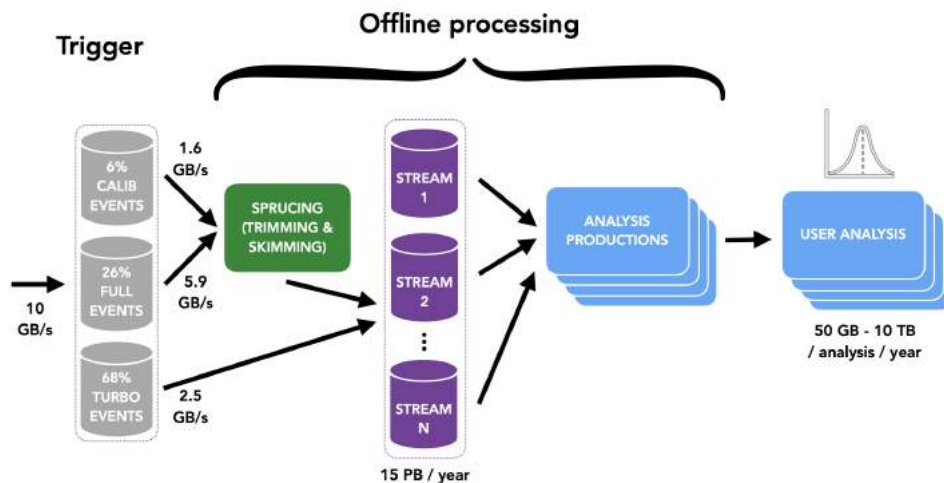 Offline processing
Trigger
1.6
GB/s
6%
CALIB
EVENTS
26%
FULL
EVENTS
10
GB/s
5.9
GB/s
68%
TURBO
EVENTS
2.5
GB/s
SPRUCING
(TRIMMING &
SKIMMING)
STREAM
1
STREAM
2
...
STREAM
N
15 PB / year
ANALYSIS
PRODUCTIONS
USER ANALYSIS
50 GB - 10 TB
/ analysis / year